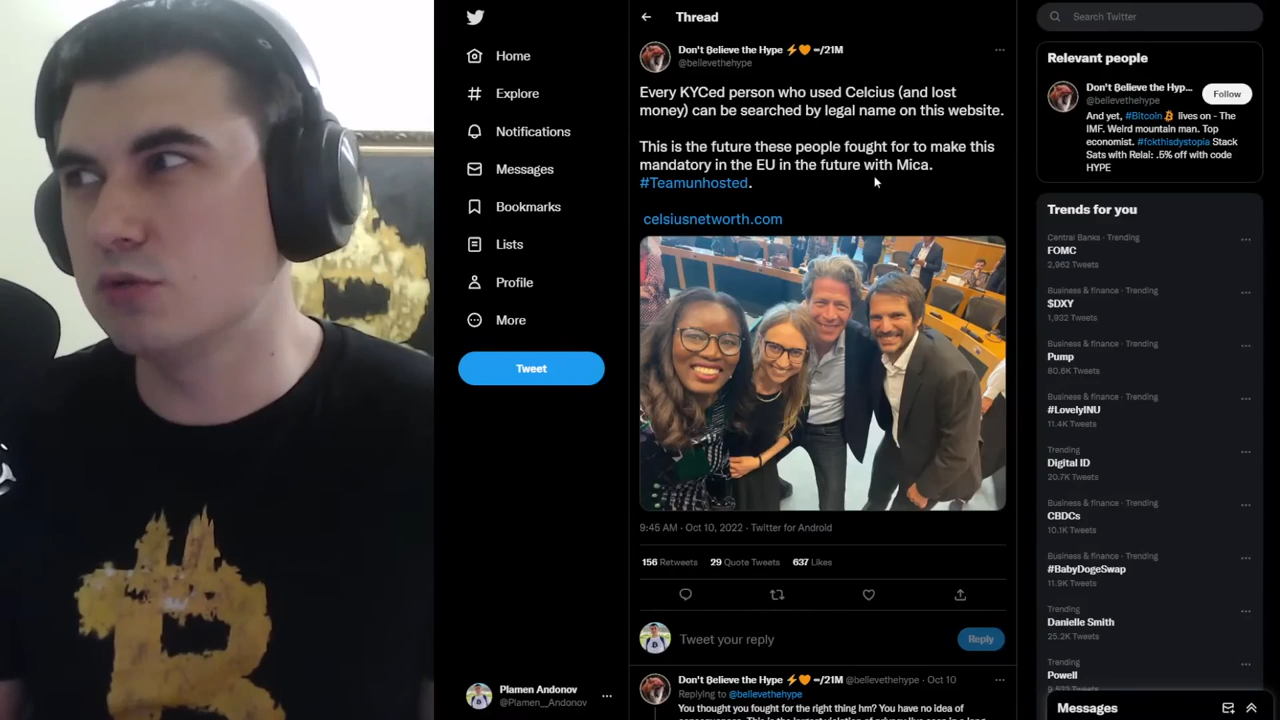 Home
Explore
Notifications
Messages
Bookmarks
Lists
Profile
More
Tweet
Plamen Andonov
@Plamen__Andonov
Thread
Don't Believe the Hype ⚡🧡 ∞/21M
@bellevethehype
Every KYCed person who used Celcius (and lost
money) can be searched by legal name on this website.
This is the future these people fought for to make this
mandatory in the EU in the future with Mica.
#Teamunhosted.
celsiusnetworth.com
9:45 AM · Oct 10, 2022 · Twitter for Android
156 Retweets 29 Quote Tweets 637 Likes
Tweet your reply
Reply
Don't Believe the Hype ⚡🧡 ∞/21M @bellevethehype · Oct 10
Replying to @bellevethehype
You thought you fought for the right thing hm? You have no idea of
Search Twitter
Relevant people
Don't Believe the Hyp...
@bellevethehype
Follow
And yet, #Bitcoin lives on - The
IMF. Weird mountain man. Top
economist. #fckthisdystopia Stack
Sats with Relai: .5% off with code
HYPE
Trends for you
Central Banks · Trending
FOMC
2,962 Tweets
Business & finance · Trending
$DXY
1,932 Tweets
Business & finance · Trending
Pump
80.6K Tweets
Business & finance · Trending
#LovelyINU
11.4K Tweets
Trending
Digital ID
20.7K Tweets
Business & finance · Trending
CBDCs
10.1K Tweets
Business & finance · Trending
#BabyDogeSwap
11.9K Tweets
Trending
Danielle Smith
25.2K Tweets
Trending
Powell
Messages